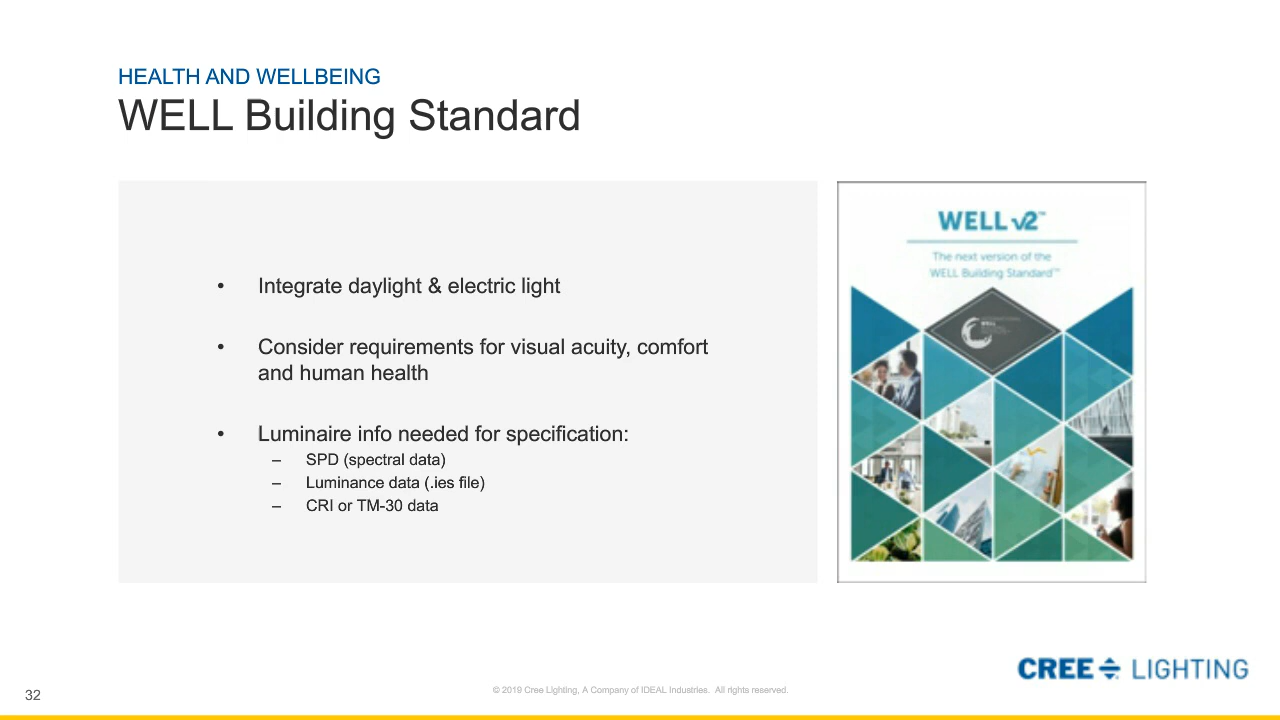 HEALTH AND WELLBEING
WELL Building Standard
• Integrate daylight & electric light
• Consider requirements for visual acuity, comfort
and human health
• Luminaire info needed for specification:
– SPD (spectral data)
– Luminance data (.ies file)
– CRI or TM-30 data
WELL v2™
The next version of the
WELL Building Standard™
WELL
CREE LIGHTING
32
© 2019 Cree Lighting, A Company of IDEAL Industries. All rights reserved.